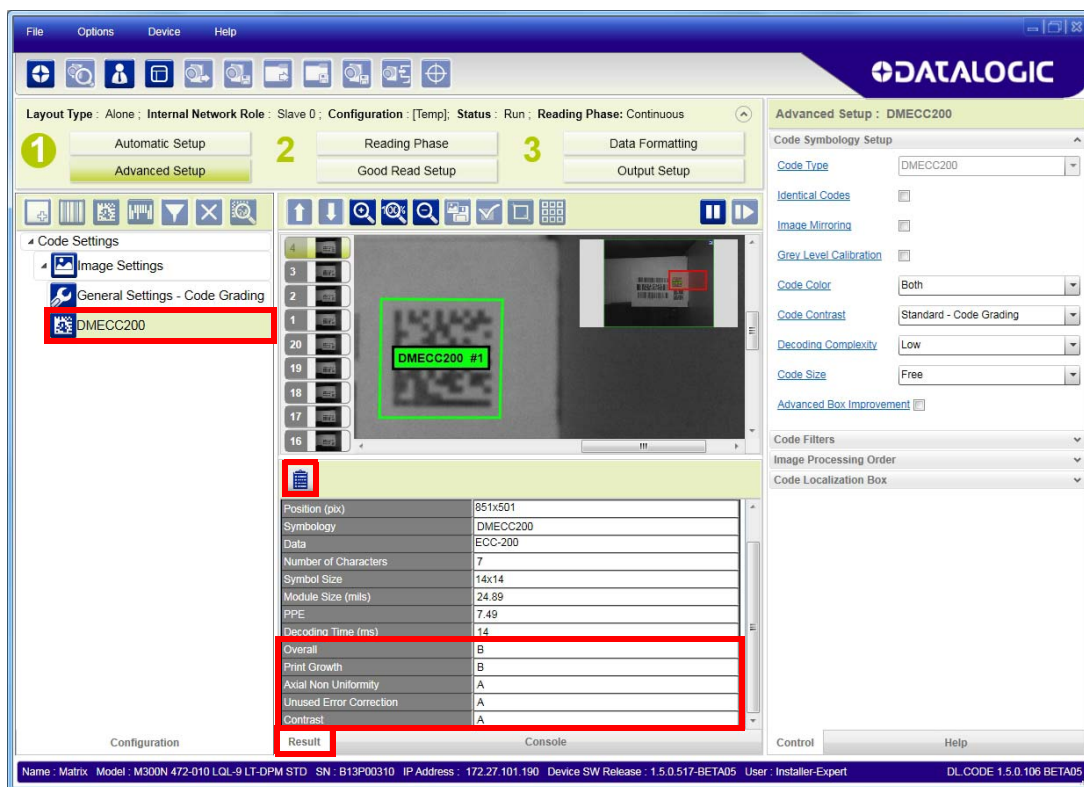 File Options Device Help
DATALOGIC
Layout Type : Alone ; Internal Network Role : Slave 0 ; Configuration : [Temp]; Status : Run ; Reading Phase: Continuous
1 Automatic Setup
Advanced Setup
2 Reading Phase
Good Read Setup
3 Data Formatting
Output Setup
Code Settings
Image Settings
General Settings - Code Grading
DMECC200
100%
4
3
2
1
20
19
18
17
16
DMECC200 #1
Position (pix) 851x501
Symbology DMECC200
Data ECC-200
Number of Characters 7
Symbol Size 14x14
Module Size (mils) 24.89
PPE 7.49
Decoding Time (ms) 14
Overall B
Print Growth B
Axial Non Uniformity A
Unused Error Correction A
Contrast A
Configuration
Result Console
Advanced Setup : DMECC200
Code Symbology Setup
Code Type DMECC200
Identical Codes
Image Mirroring
Grey Level Calibration
Code Color Both
Code Contrast Standard - Code Grading
Decoding Complexity Low
Code Size Free
Advanced Box Improvement
Code Filters
Image Processing Order
Code Localization Box
Control Help
Name : Matrix Model : M300N 472-010 LQL-9 LT-DPM STD SN : B13P00310 IP Address : 172.27.101.190 Device SW Release : 1.5.0.517-BETA05 User : Installer-Expert DL.CODE 1.5.0.106 BETA05